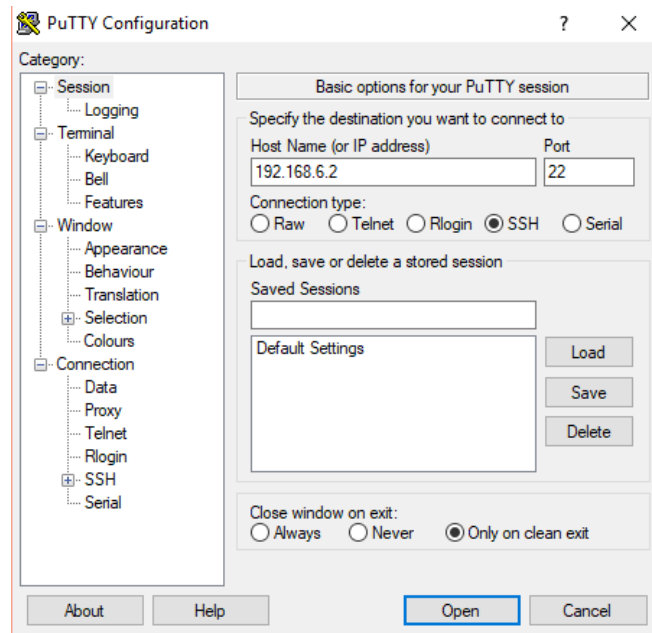 PuTTY Configuration
?
Category:
Session
Logging
Terminal
Keyboard
Bell
Features
Window
Appearance
Behaviour
Translation
Selection
Colours
Connection
Data
Proxy
Telnet
Rlogin
SSH
Serial
Basic options for your PuTTY session
Specify the destination you want to connect to
Host Name (or IP address) Port
192.168.6.2 22
Connection type:
Raw Telnet Rlogin SSH Serial
Load, save or delete a stored session
Saved Sessions
Default Settings
Load
Save
Delete
Close window on exit:
Always Never Only on clean exit
About Help Open Cancel